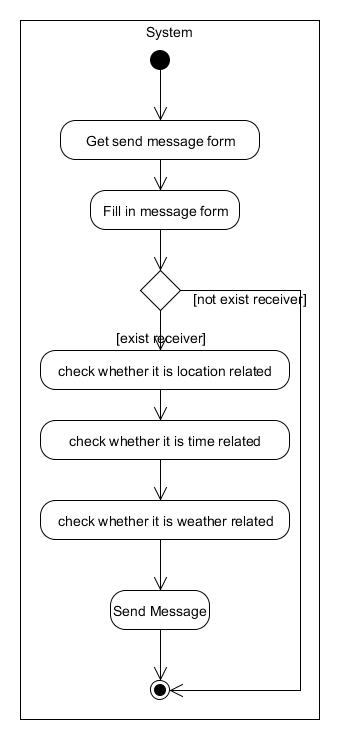 System
Get send message form
Fill in message form
[not exist receiver]
[exist receiver]
check whether it is location related
check whether it is time related
check whether it is weather related
Send Message